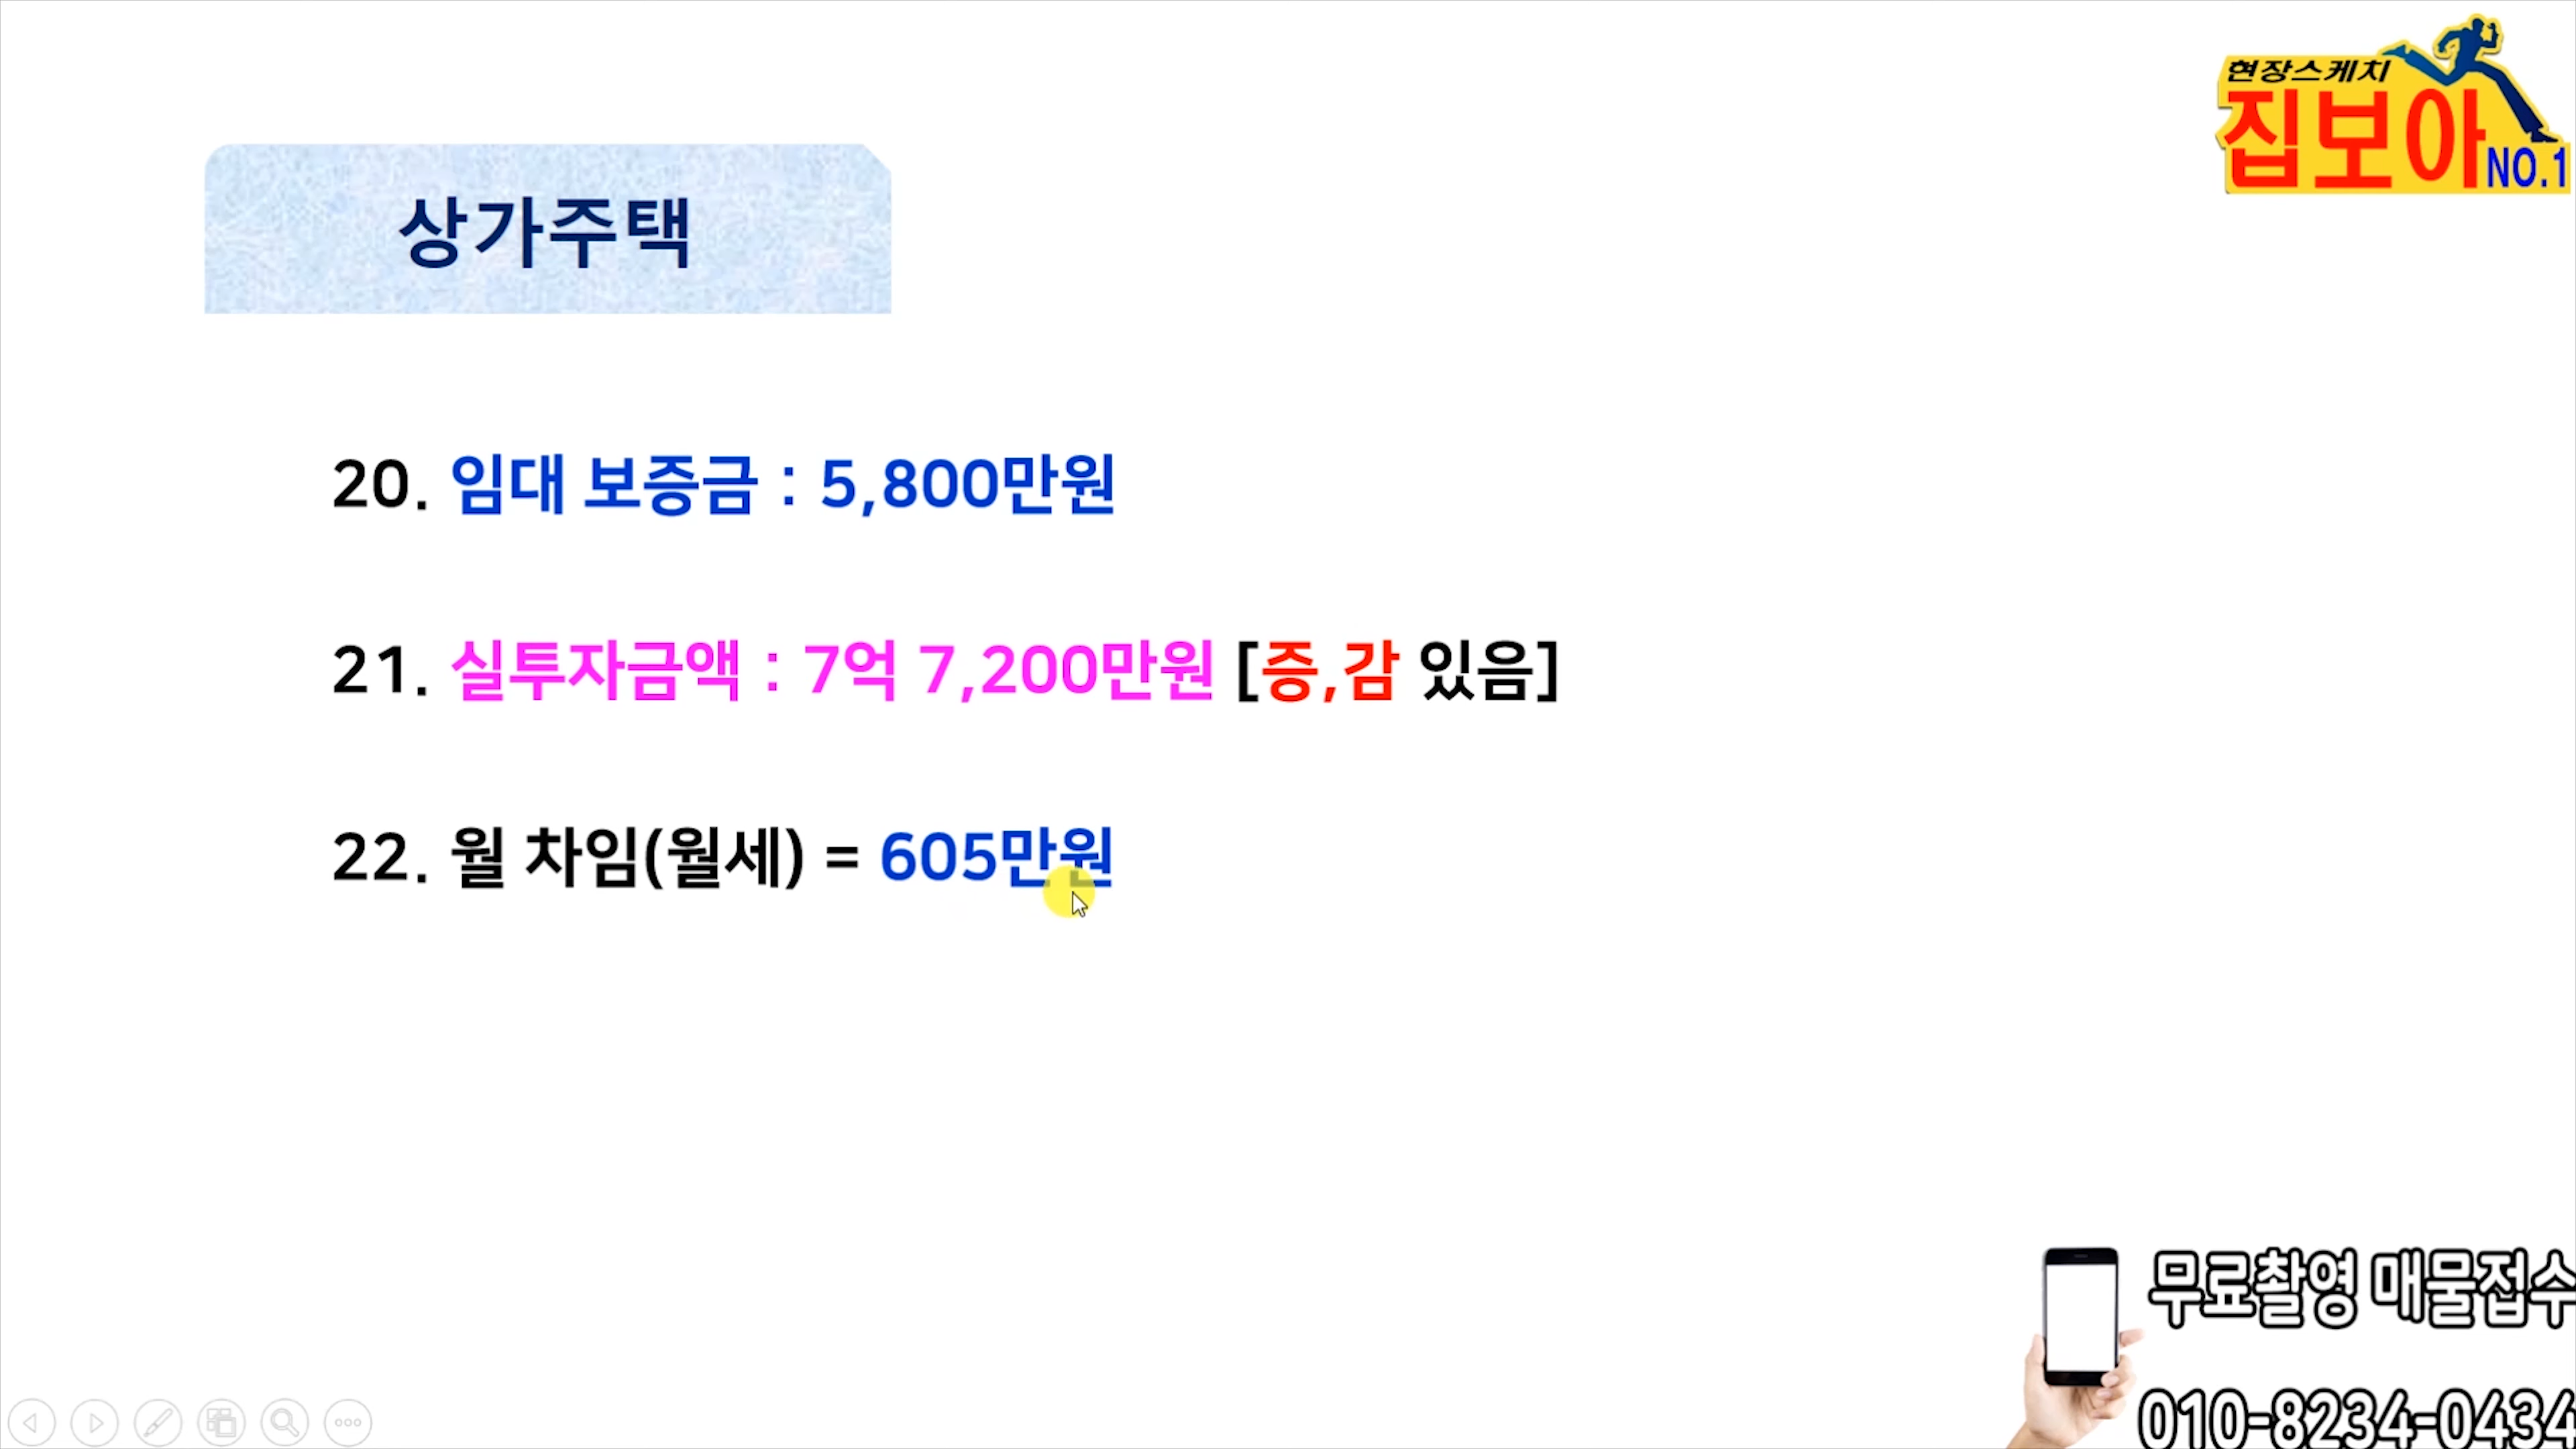 현장스케치
집보아NO.1
상가주택
20. 임대 보증금 : 5,800만원
21. 실투자금액 : 7억 7,200만원 [증,감 있음]
22. 월 차임(월세) = 605만원
무료촬영 매물접수
010-8234-0434